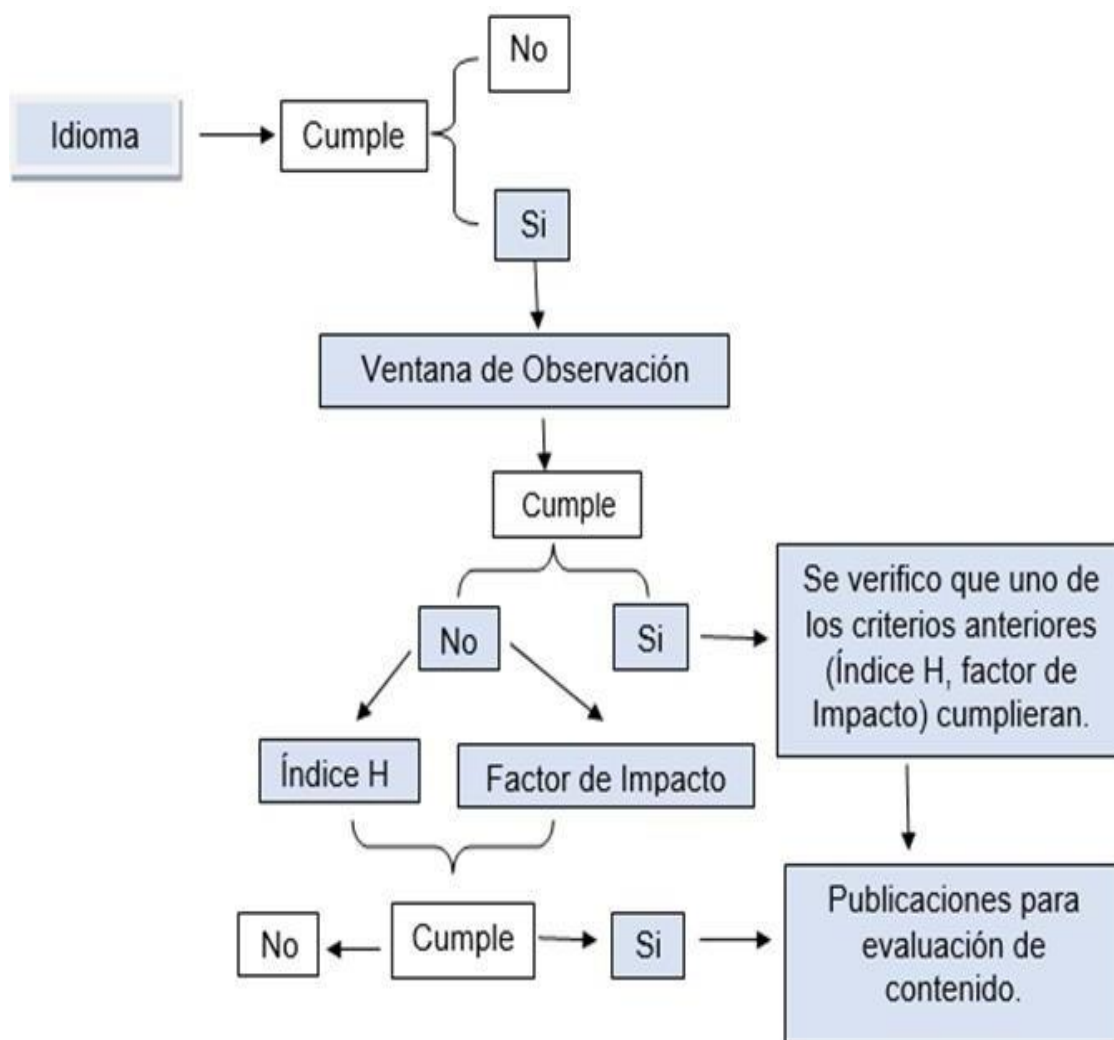 No
Idioma
Cumple
Si
Ventana de Observación
Cumple
No
Si
Se verifico que uno de
los criterios anteriores
(Índice H, factor de
Impacto) cumplieran.
Índice H
Factor de Impacto
No
Cumple
Si
Publicaciones para
evaluación de
contenido.